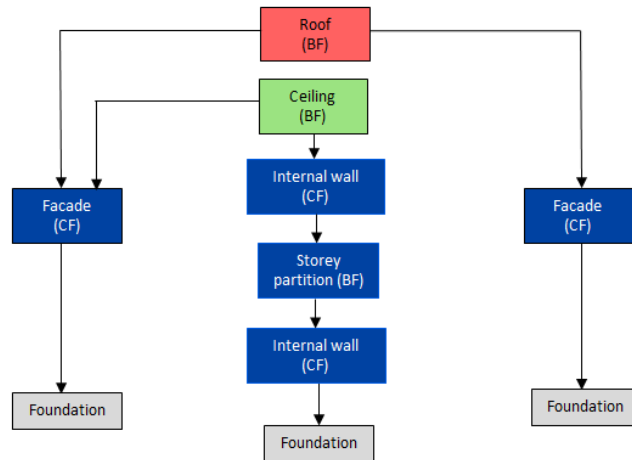 Roof
(BF)
Ceiling
(BF)
Internal wall
(CF)
Facade
(CF)
Facade
(CF)
Storey
partition (BF)
Internal wall
(CF)
Foundation
Foundation
Foundation